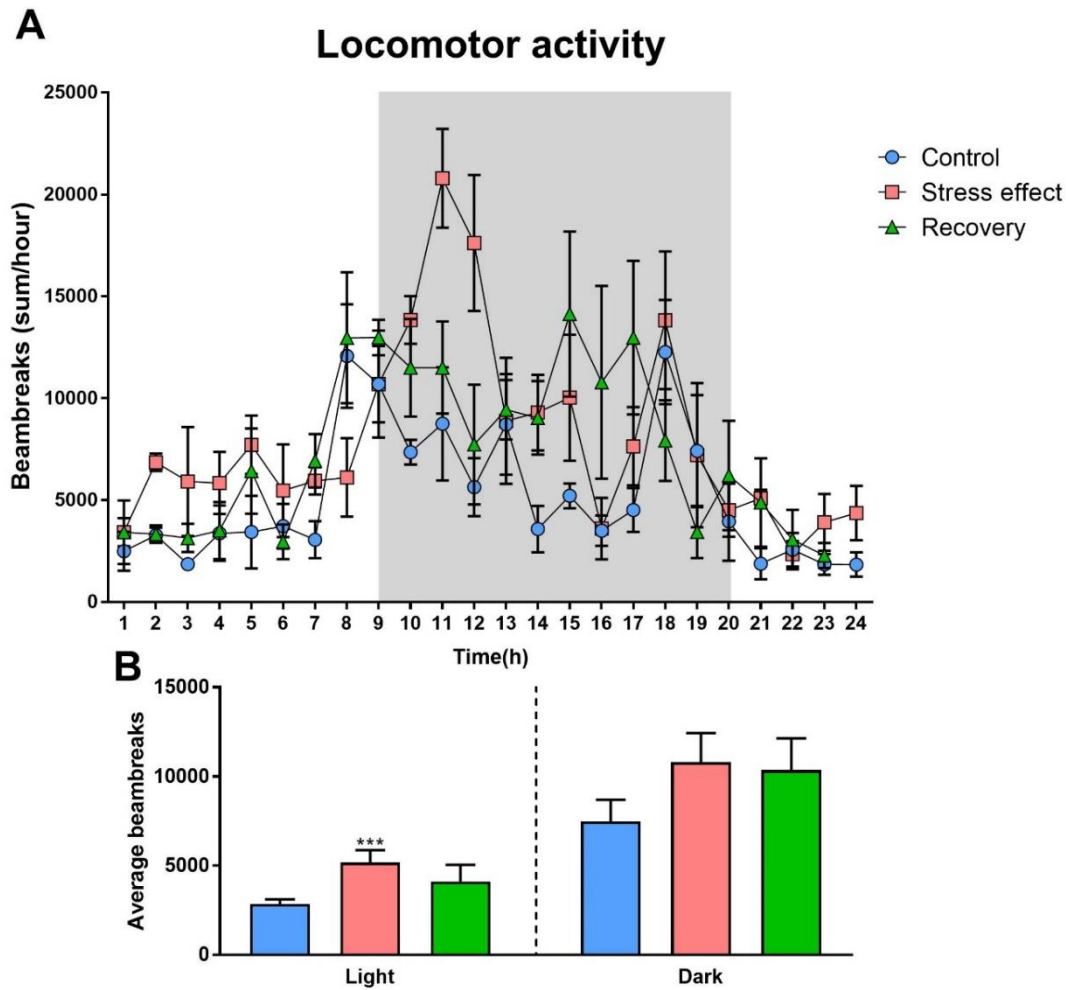 A
Locomotor activity
Beambreaks (sum/hour)
25000
20000
15000
10000
5000
0
1 2 3 4 5 6 7 8 9 10 11 12 13 14 15 16 17 18 19 20 21 22 23 24
Time(h)
Control
Stress effect
Recovery
B
Average beambreaks
15000
10000
5000
0
***
Light Dark